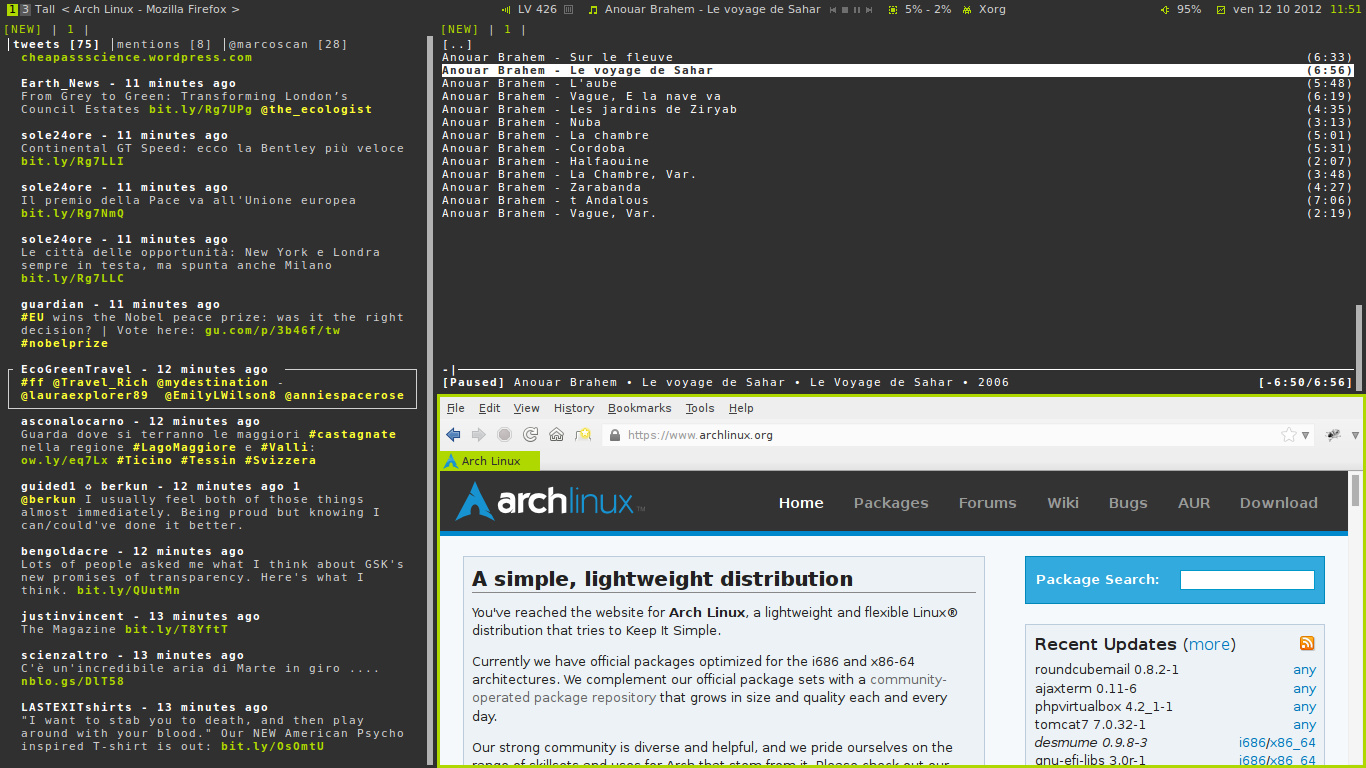 1 3 Tall < Arch Linux - Mozilla Firefox >
LV 426
Anouar Brahem - Le voyage de Sahar
5% - 2%
Xorg
95%
ven 12 10 2012 11:51
[NEW] | 1 |
tweets [75] |mentions [8] |@marcoscan [28]
cheapassscience.wordpress.com
Earth_News - 11 minutes ago
From Grey to Green: Transforming London’s
Council Estates bit.ly/Rg7UPg @the_ecologist
sole24ore - 11 minutes ago
Continental GT Speed: ecco la Bentley più veloce
bit.ly/Rg7LLI
sole24ore - 11 minutes ago
Il premio della Pace va all'Unione europea
bit.ly/Rg7NmQ
sole24ore - 11 minutes ago
Le città delle opportunità: New York e Londra
sempre in testa, ma spunta anche Milano
bit.ly/Rg7LLC
guardian - 11 minutes ago
#EU wins the Nobel peace prize: was it the right
decision? | Vote here: gu.com/p/3b46f/tw
#nobelprize
EcoGreenTravel - 12 minutes ago
#ff @Travel_Rich @mydestination -
@lauraexplorer89 @EmilyLWilson8 @anniespacerose
asconalocarno - 12 minutes ago
Guarda dove si terranno le maggiori #castagnate
nella regione #LagoMaggiore e #Valli:
ow.ly/eq7Lx #Ticino #Tessin #Svizzera
guided1 ♻ berkun - 12 minutes ago 1
@berkun I usually feel both of those things
almost immediately. Being proud but knowing I
can/could've done it better.
bengoldacre - 12 minutes ago
Lots of people asked me what I think about GSK's
new promises of transparency. Here's what I
think. bit.ly/QUutMn
justinvincent - 13 minutes ago
The Magazine bit.ly/T8YftT
scienzaltro - 13 minutes ago
C'è un'incredibile aria di Marte in giro ....
nblo.gs/DlT58
LASTEXITshirts - 13 minutes ago
"I want to stab you to death, and then play
around with your blood." Our NEW American Psycho
inspired T-shirt is out: bit.ly/OsOmtU
[NEW] | 1 |
[..]
Anouar Brahem - Sur le fleuve (6:33)
Anouar Brahem - Le voyage de Sahar (6:56)
Anouar Brahem - L'aube (5:48)
Anouar Brahem - Vague, E la nave va (6:19)
Anouar Brahem - Les jardins de Ziryab (4:35)
Anouar Brahem - Nuba (3:13)
Anouar Brahem - La chambre (5:01)
Anouar Brahem - Cordoba (5:31)
Anouar Brahem - Halfaouine (2:07)
Anouar Brahem - La Chambre, Var. (3:48)
Anouar Brahem - Zarabanda (4:27)
Anouar Brahem - t Andalous (7:06)
Anouar Brahem - Vague, Var. (2:19)
[Paused] Anouar Brahem • Le voyage de Sahar • Le Voyage de Sahar • 2006 [-6:50/6:56]
File Edit View History Bookmarks Tools Help
https://www.archlinux.org
Arch Linux
archlinux™
Home Packages Forums Wiki Bugs AUR Download
A simple, lightweight distribution
You've reached the website for Arch Linux, a lightweight and flexible Linux®
distribution that tries to Keep It Simple.
Currently we have official packages optimized for the i686 and x86-64
architectures. We complement our official package sets with a community-
operated package repository that grows in size and quality each and every
day.
Our strong community is diverse and helpful, and we pride ourselves on the
range of skillsets and uses for Arch that stem from it. Please check out our
Package Search:
Recent Updates (more)
roundcubemail 0.8.2-1 any
ajaxterm 0.11-6 any
phpvirtualbox 4.2_1-1 any
tomcat7 7.0.32-1 any
desmume 0.9.8-3 i686/x86_64
gnu-efi-libs 3.0r-1 i686/x86_64